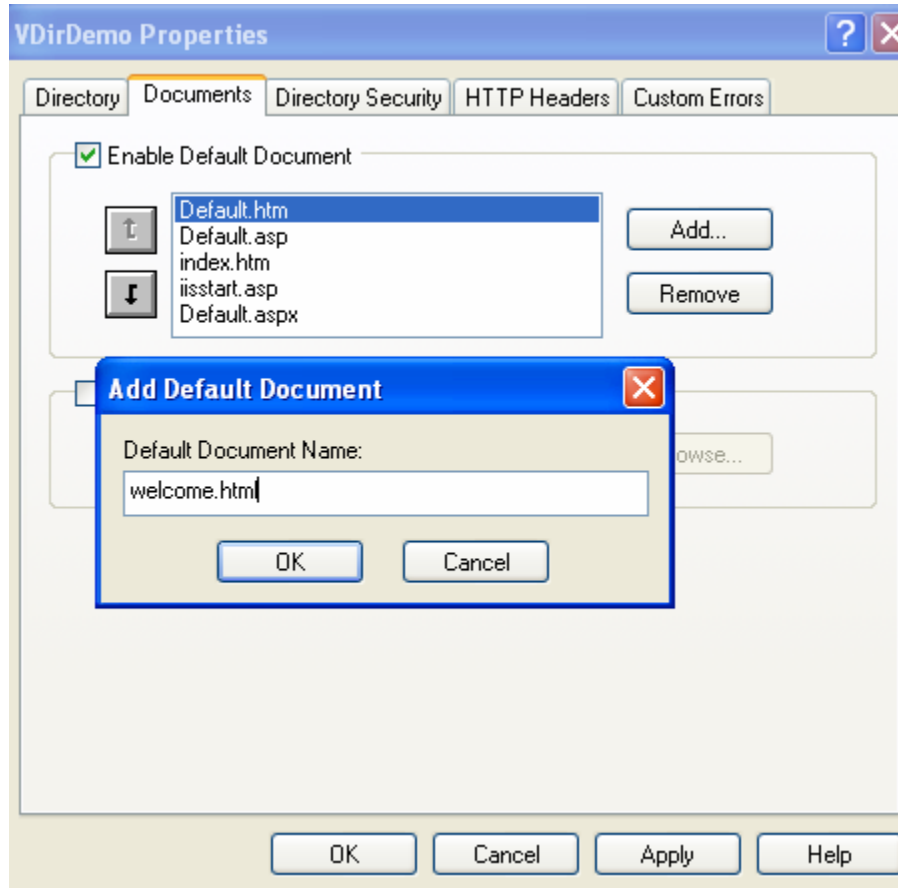 VDirDemo Properties
Directory Documents Directory Security HTTP Headers Custom Errors
Enable Default Document
Default.htm
Default.asp
index.htm
iisstart.asp
Default.aspx
Add...
Remove
Add Default Document
Default Document Name:
welcome.html
OK Cancel
owse...
OK Cancel Apply Help